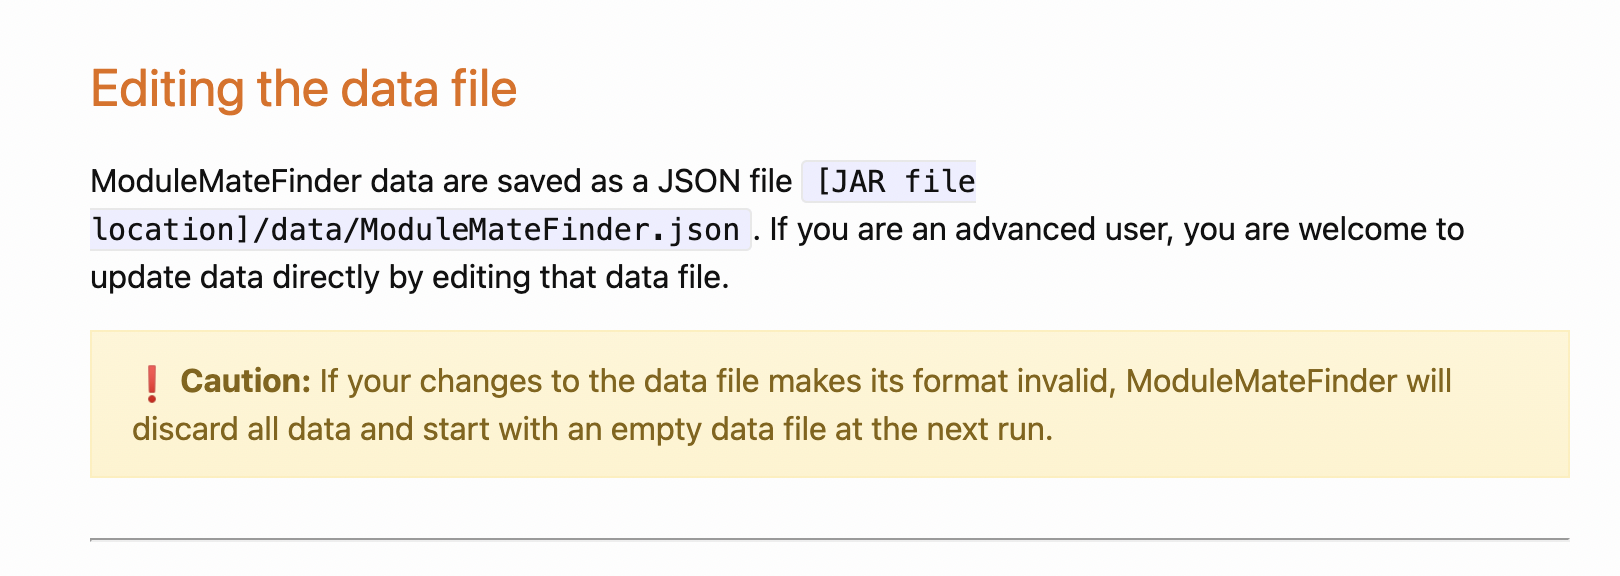 Editing the data file
ModuleMateFinder data are saved as a JSON file [JAR file
location]/data/ModuleMateFinder.json. If you are an advanced user, you are welcome to
update data directly by editing that data file.
❗ Caution: If your changes to the data file makes its format invalid, ModuleMateFinder will
discard all data and start with an empty data file at the next run.